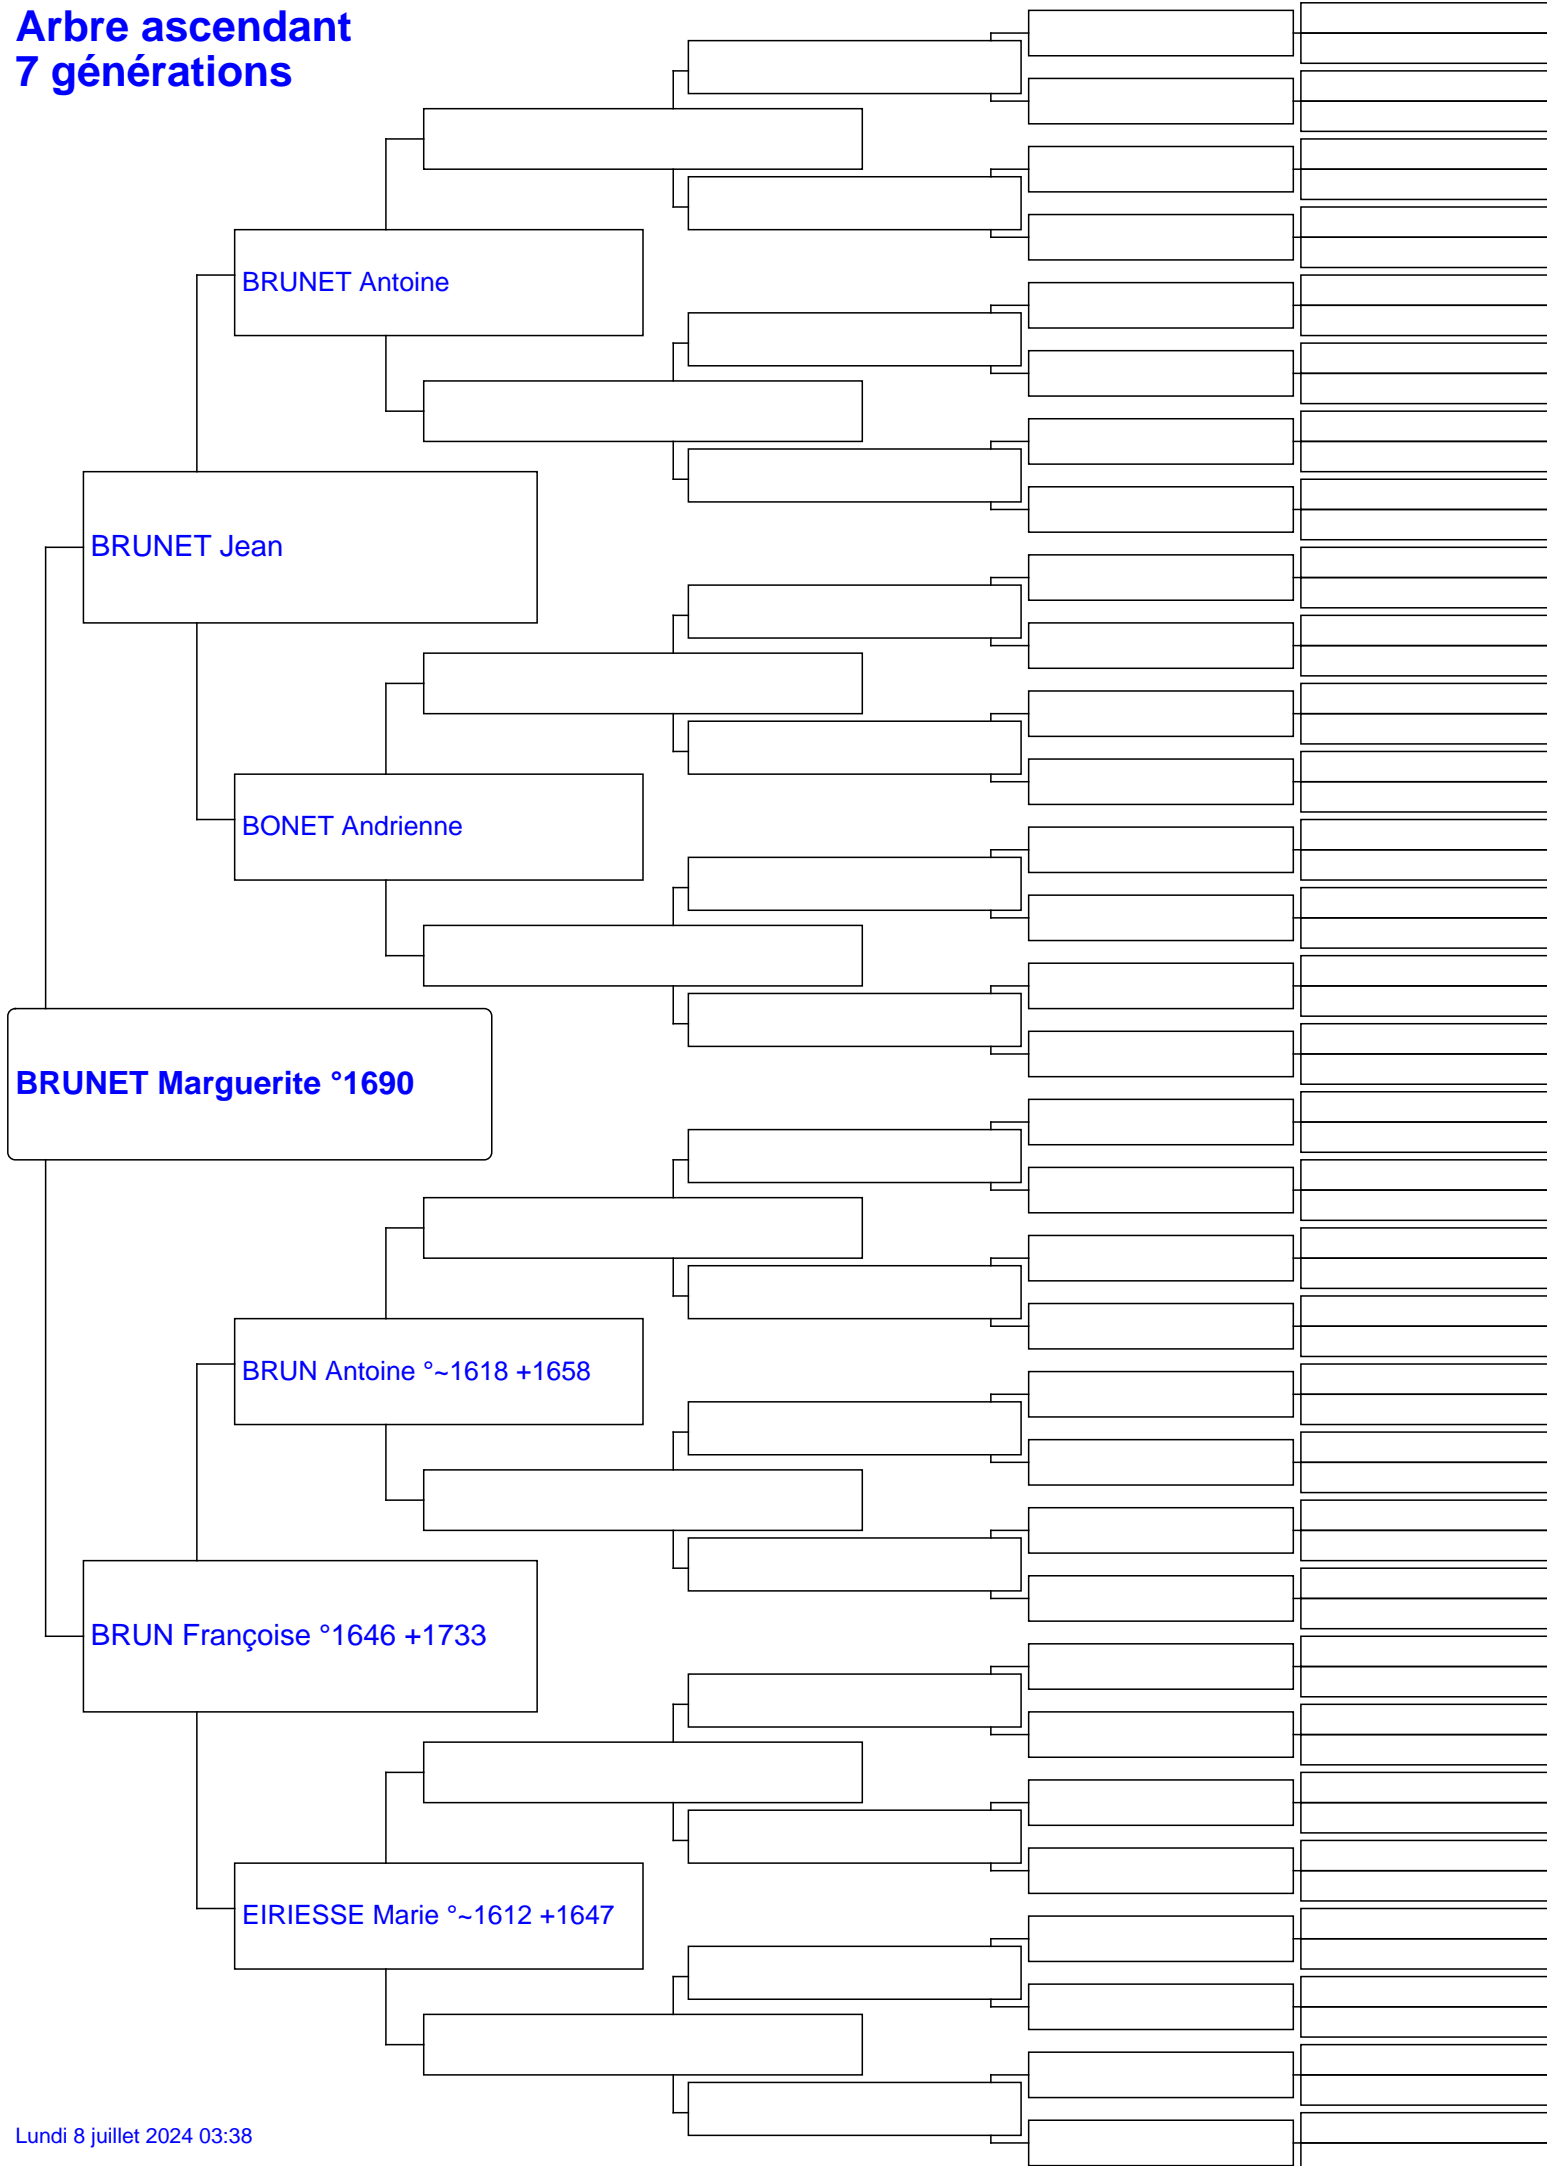 Arbre ascendant
7 générations
BRUNET Antoine
BRUNET Jean
BONET Andrienne
BRUNET Marguerite °1690
BRUN Antoine °~1618 +1658
BRUN Françoise °1646 +1733
EIRIESSE Marie °~1612 +1647
Lundi 8 juillet 2024 03:38